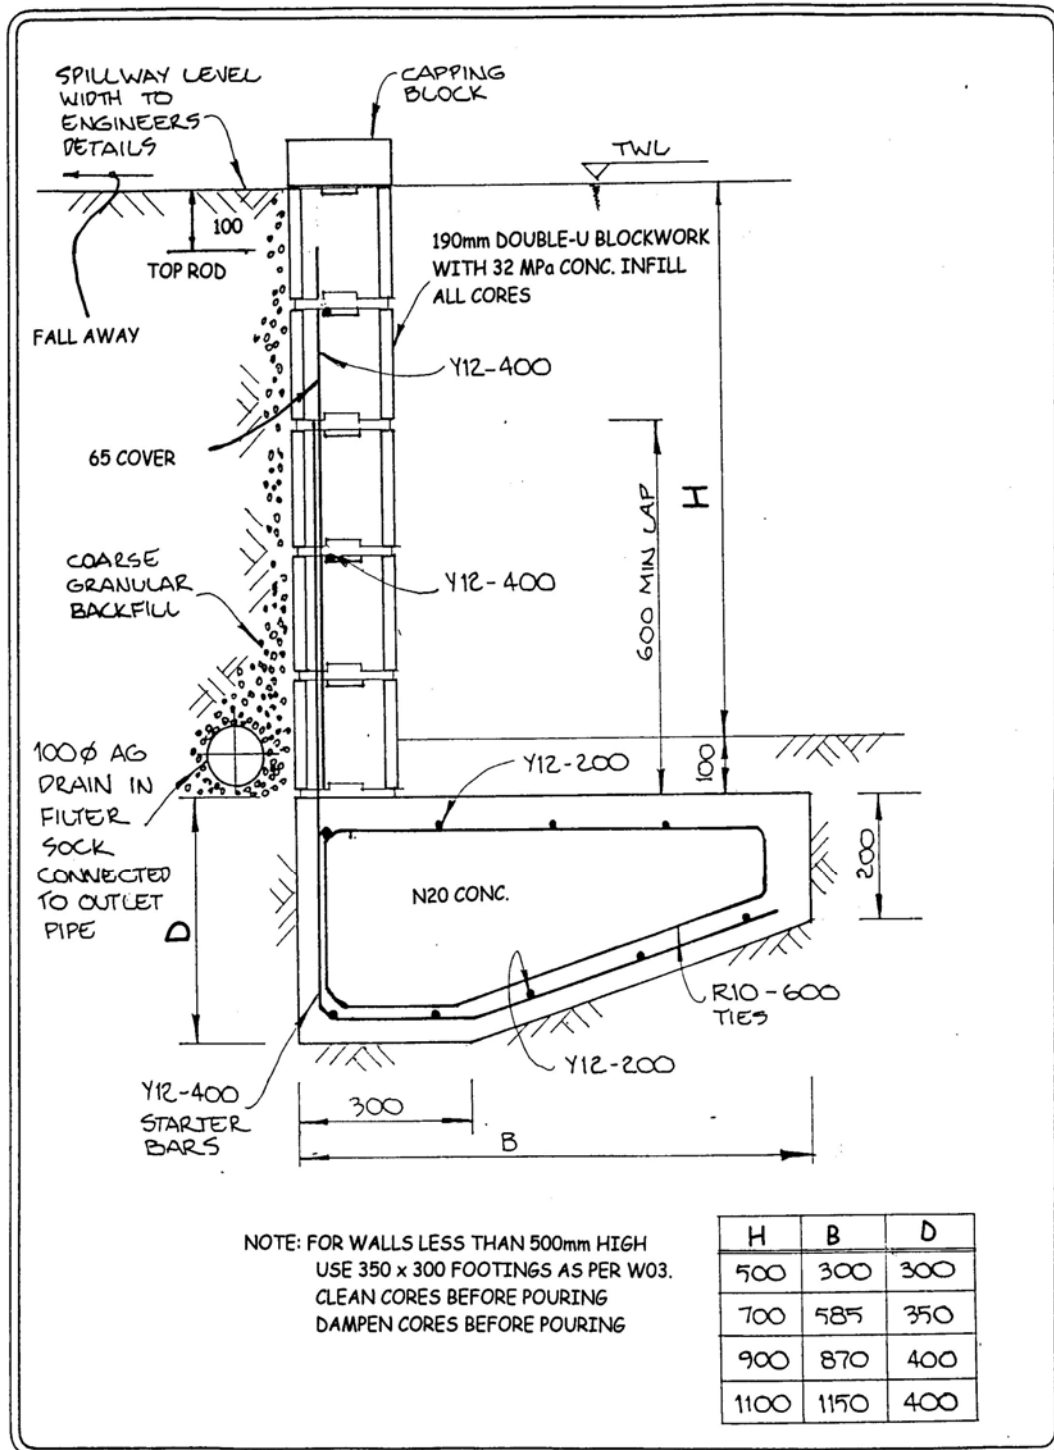 SPILLWAY LEVEL
WIDTH TO
ENGINEERS
DETAILS
CAPPING
BLOCK
TWL
100
TOP ROD
190mm DOUBLE-U BLOCKWORK
WITH 32 MPa CONC. INFILL
ALL CORES
FALL AWAY
Y12-400
65 COVER
600 MIN LAP
H
COARSE
GRANULAR
BACKFILL
Y12-400
100Ø AG
DRAIN IN
FILTER
SOCK
CONNECTED
TO OUTLET
PIPE
Y12-200
100
200
D
N20 CONC.
R10-600
TIES
Y12-200
Y12-400
STARTER
BARS
300
B
NOTE: FOR WALLS LESS THAN 500mm HIGH
USE 350 x 300 FOOTINGS AS PER W03.
CLEAN CORES BEFORE POURING
DAMPEN CORES BEFORE POURING
H B D
500 300 300
700 585 350
900 870 400
1100 1150 400